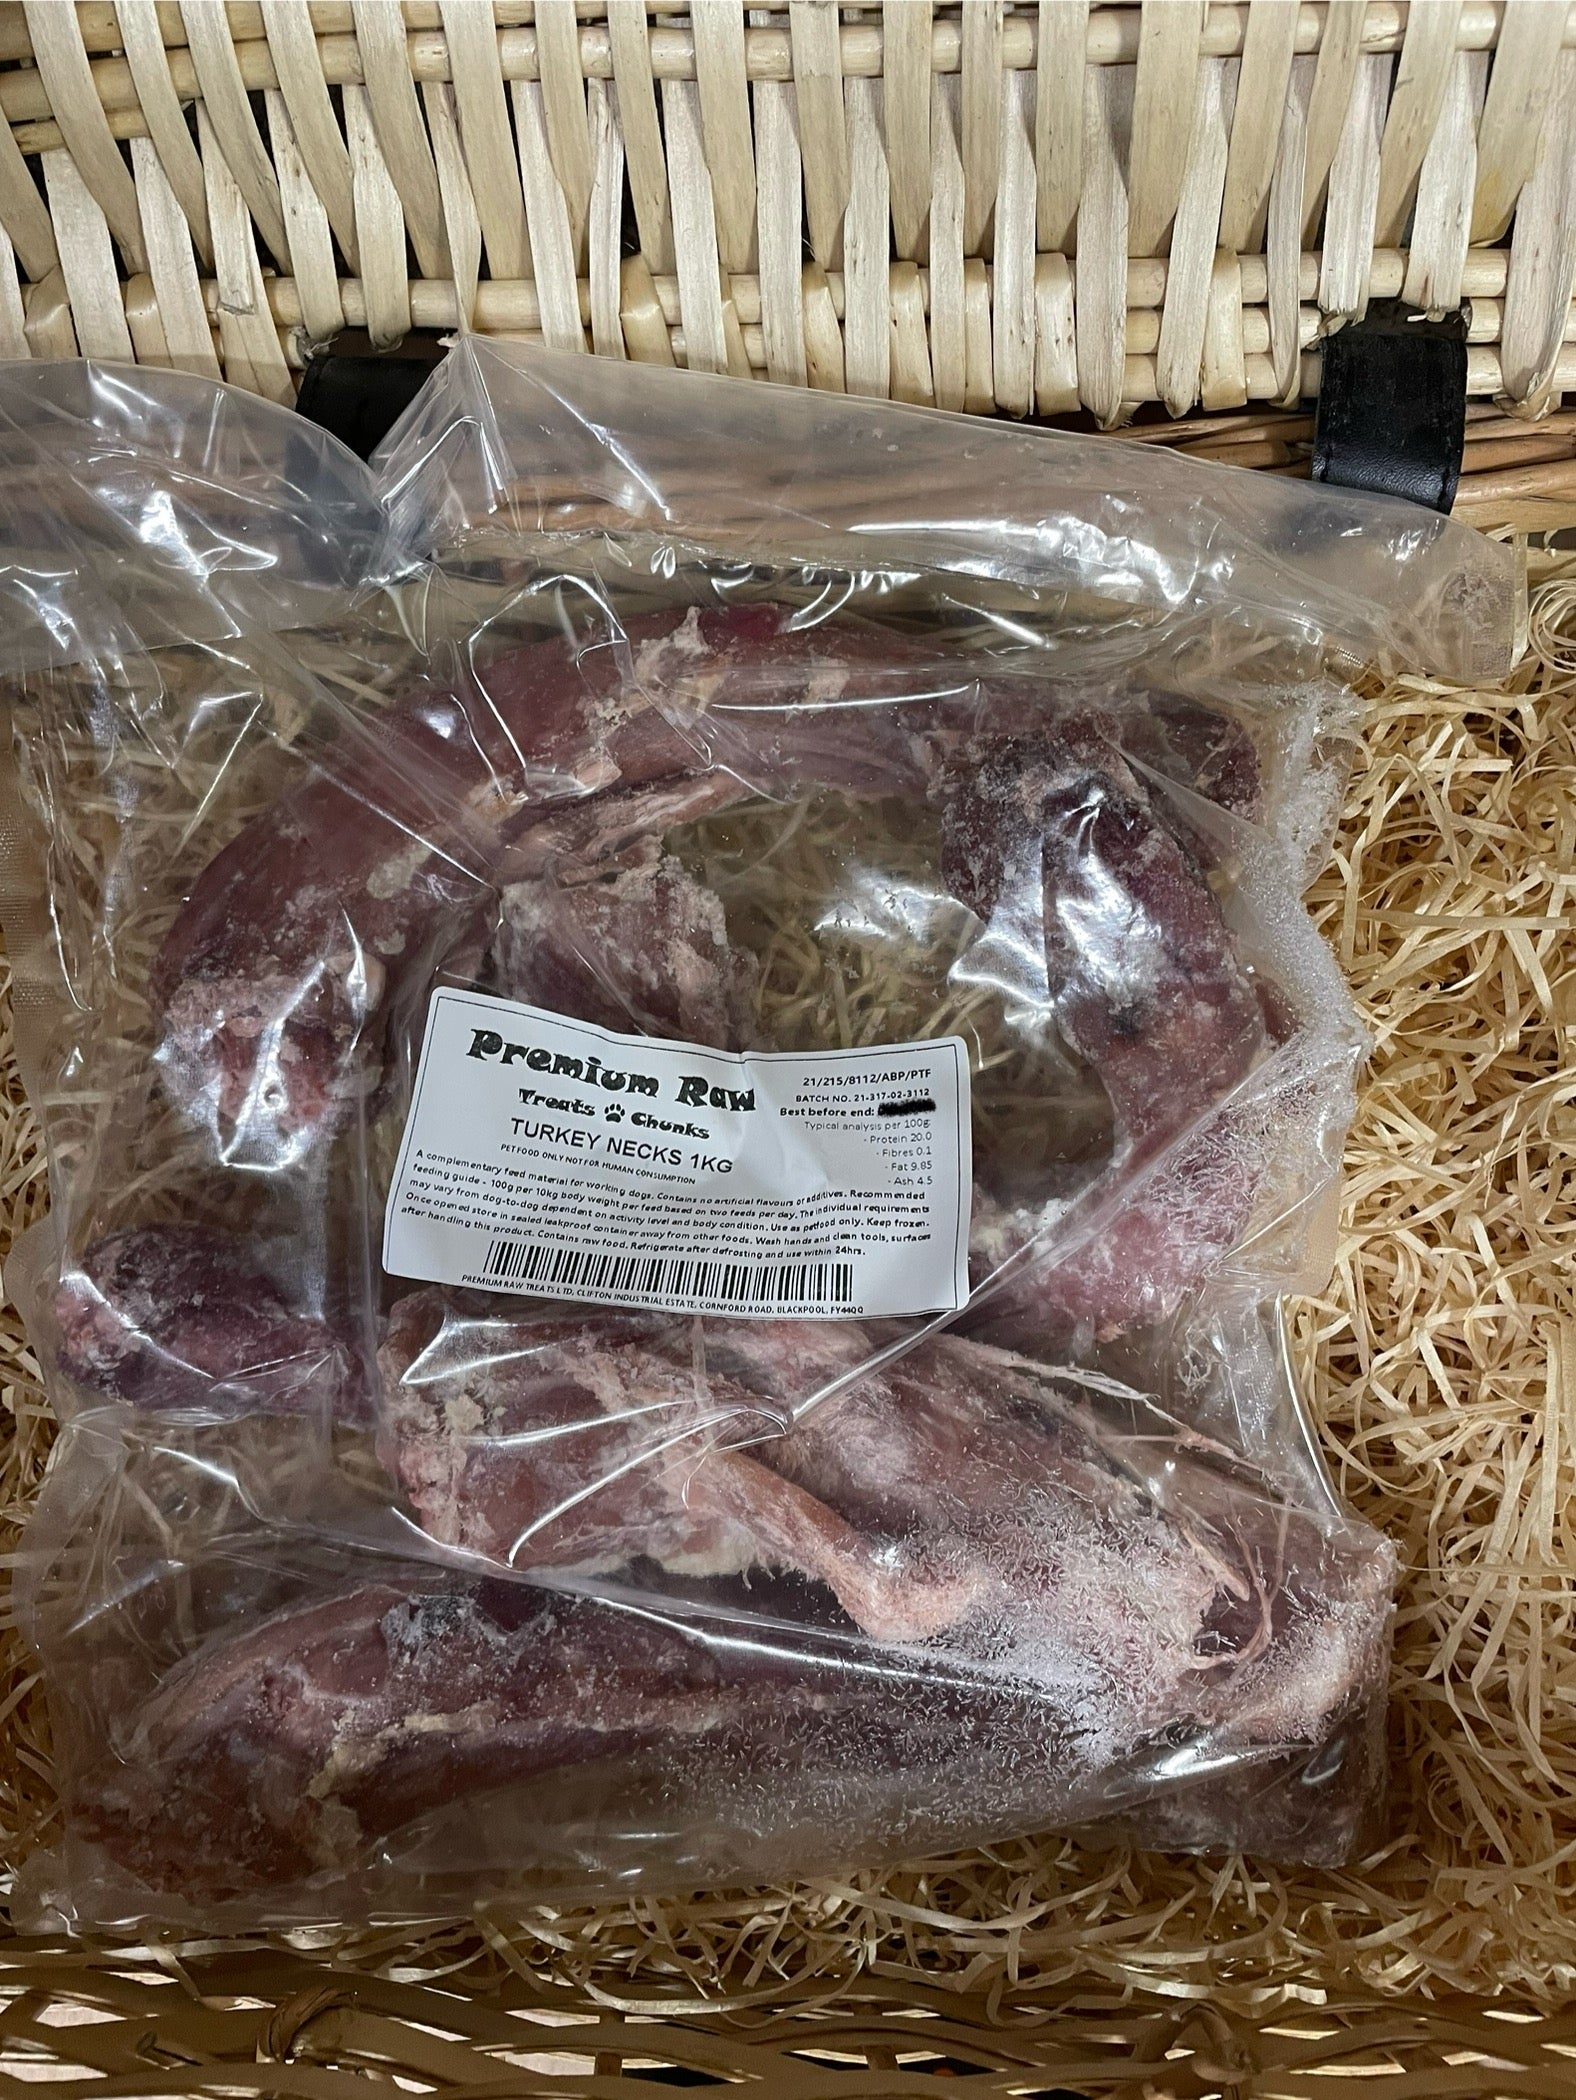 Premium Raw
Treats Chunks
TURKEY NECKS 1KG
PETFOOD ONLY NOT FOR HUMAN CONSUMPTION
21/215/8112/ABP/PTF
BATCH NO. 21-317-02-3112
Best before end:
Typical analysis per 100g:
- Protein 20.0
- Fibres 0.1
- Fat 9.85
- Ash 4.5
A complementary feed material for working dogs. Contains no artificial flavours or additives. Recommended
feeding guide - 100g per 10kg body weight per feed based on two feeds per day. The individual requirements
may vary from dog-to-dog dependent on activity level and body condition. Use as petfood only. Keep frozen.
Once opened store in sealed leakproof container away from other foods. Wash hands and clean tools, surfaces
after handling this product. Contains raw food. Refrigerate after defrosting and use within 24hrs.
PREMIUM RAW TREATS LTD, CLIFTON INDUSTRIAL ESTATE, CORNFORD ROAD, BLACKPOOL, FY44QQ